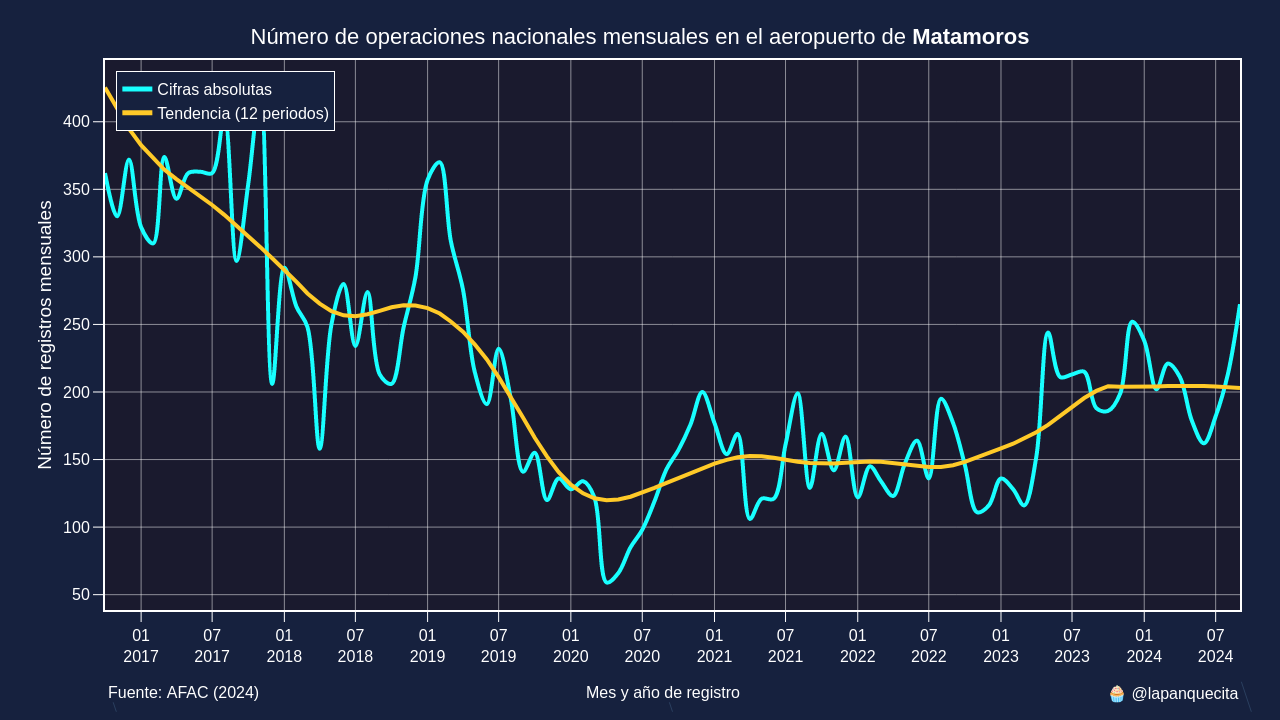 Número de operaciones nacionales mensuales en el aeropuerto de Matamoros
Cifras absolutas
Tendencia (12 periodos)
Número de registros mensuales
400
350
300
250
200
150
100
50
01 07 01 07 01 07 01 07 01 07 01 07 01 07 01 07
2017 2017 2018 2018 2019 2019 2020 2020 2021 2021 2022 2022 2023 2023 2024 2024
Fuente: AFAC (2024) Mes y año de registro 🧁 @lapanquecita